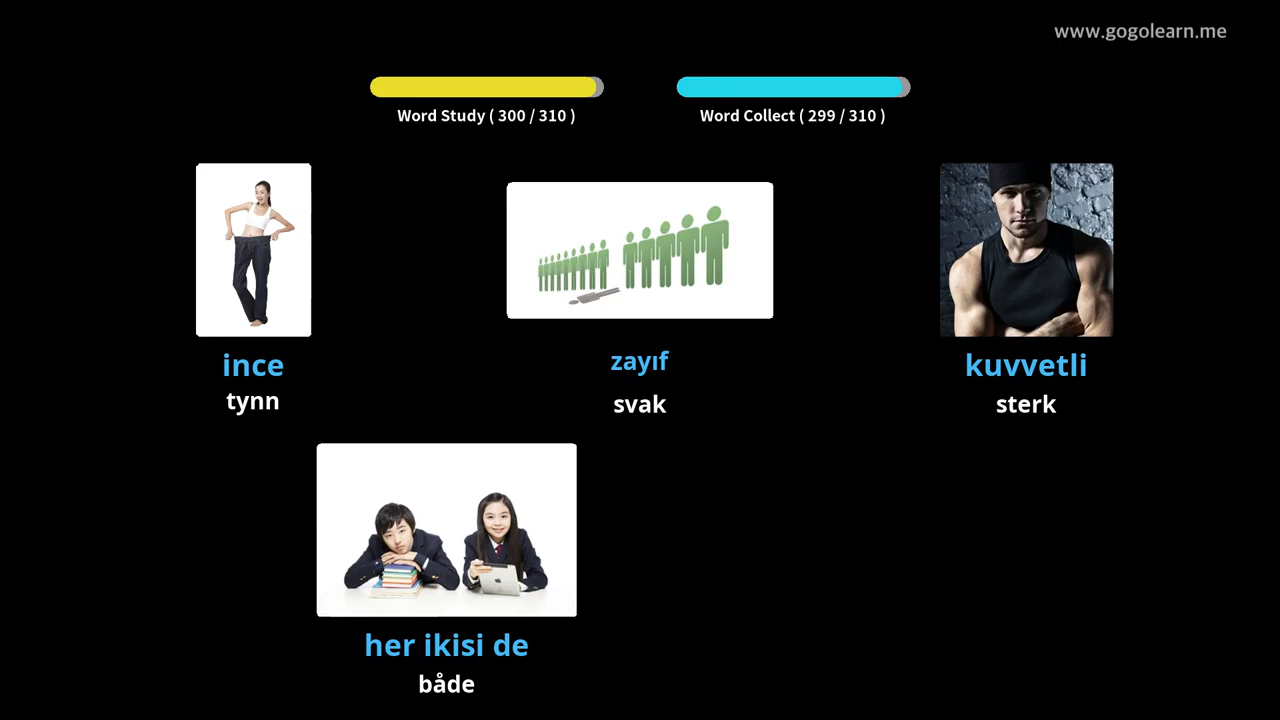 www.gogolearn.me
Word Study ( 300 / 310 )
Word Collect ( 299 / 310 )
ince
tynn
zayıf
svak
kuvvetli
sterk
her ikisi de
både